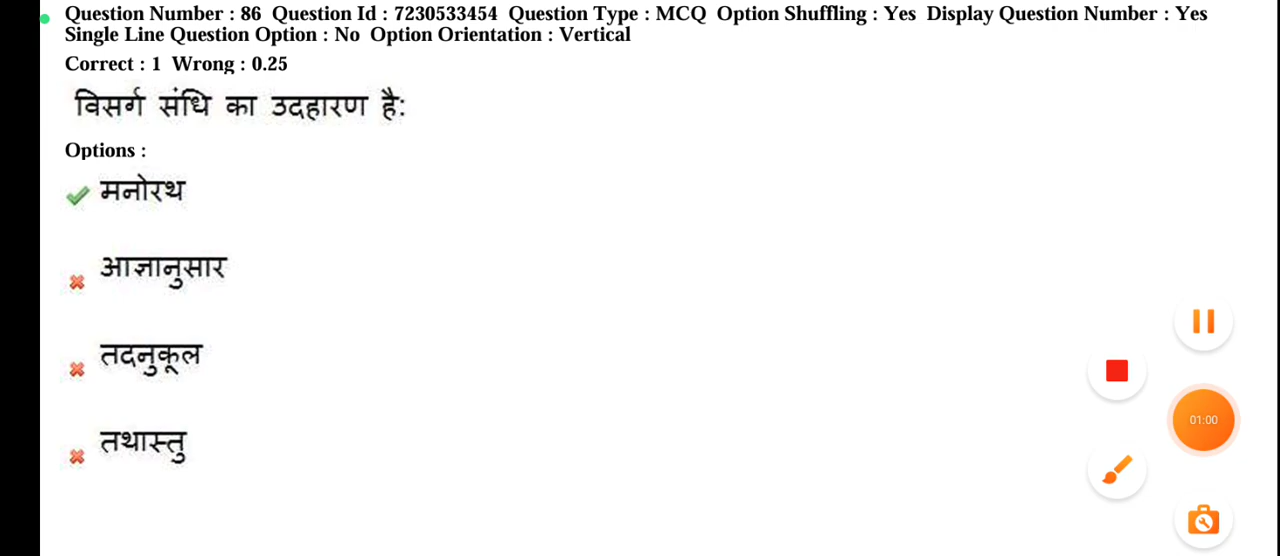 Question Number : 86 Question Id : 7230533454 Question Type : MCQ Option Shuffling : Yes Display Question Number : Yes
Single Line Question Option : No Option Orientation : Vertical
Correct : 1 Wrong : 0.25
विसर्ग संधि का उदहारण है:
Options :
मनोरथ
आज्ञानुसार
तदनुकूल
तथास्तु
01:00